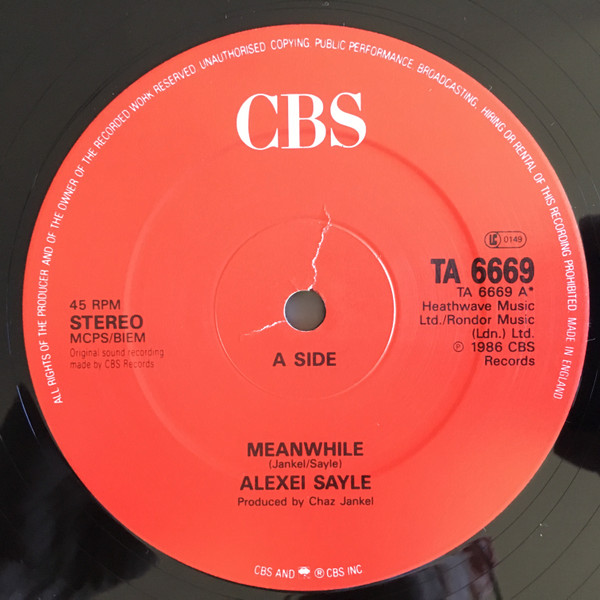 ALL RIGHTS OF THE PRODUCER AND OF THE OWNER OF THE RECORDED WORK RESERVED. UNAUTHORISED COPYING. PUBLIC PERFORMANCE. BROADCASTING. HIRING OR RENTAL OF THIS RECORDING PROHIBITED. MADE IN ENGLAND.
CBS
LC 0149
TA 6669
TA 6669 A*
Heathwave Music
Ltd./Rondor Music
(Ldn.) Ltd.
℗ 1986 CBS
Records
45 RPM
STEREO
MCPS/BIEM
Original sound recording
made by CBS Records
A SIDE
MEANWHILE
(Jankel/Sayle)
ALEXEI SAYLE
Produced by Chaz Jankel
CBS AND ® CBS INC